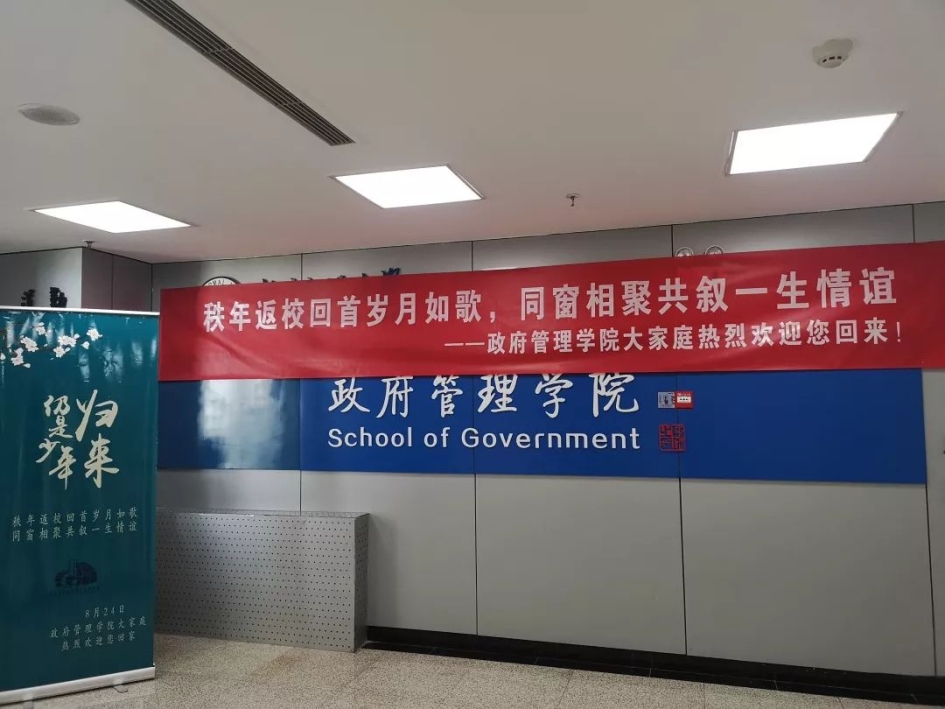 秩年返校回首岁月如歌，同窗相聚共叙一生情谊
——政府管理学院大家庭热烈欢迎您回来！
政府管理学院
School of Government
归来
仍是少年
秩年返校回首岁月如歌
同窗相聚共叙一生情谊
8月24日
政府管理学院大家庭
热烈欢迎您回家